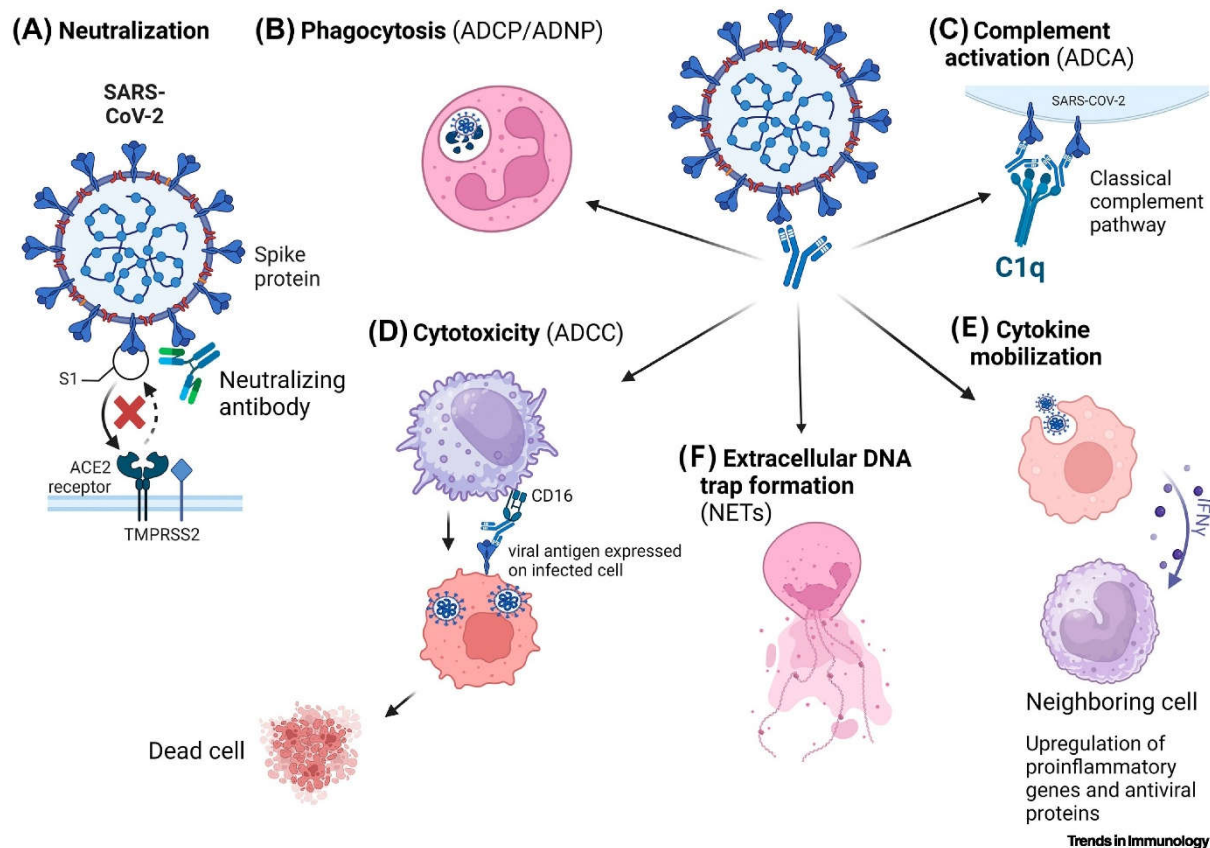 (A) Neutralization
SARS-
CoV-2
Spike
protein
S1
Neutralizing
antibody
ACE2
receptor
TMPRSS2
(B) Phagocytosis (ADCP/ADNP)
(C) Complement
activation (ADCA)
SARS-COV-2
Classical
complement
pathway
C1q
(D) Cytotoxicity (ADCC)
CD16
viral antigen expressed
on infected cell
Dead cell
(E) Cytokine
mobilization
IFNγ
Neighboring cell
Upregulation of
proinflammatory
genes and antiviral
proteins
(F) Extracellular DNA
trap formation
(NETs)
Trends in Immunology